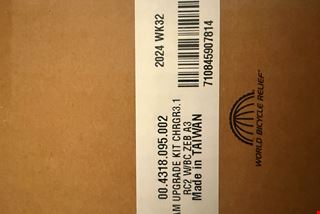 2024 WK32
710845907814
00.4318.095.002
AM UPGRADE KIT CHRGR3.1
RC2 W/BC ZEB A3
Made in TAIWAN
WORLD BICYCLE RELIEF